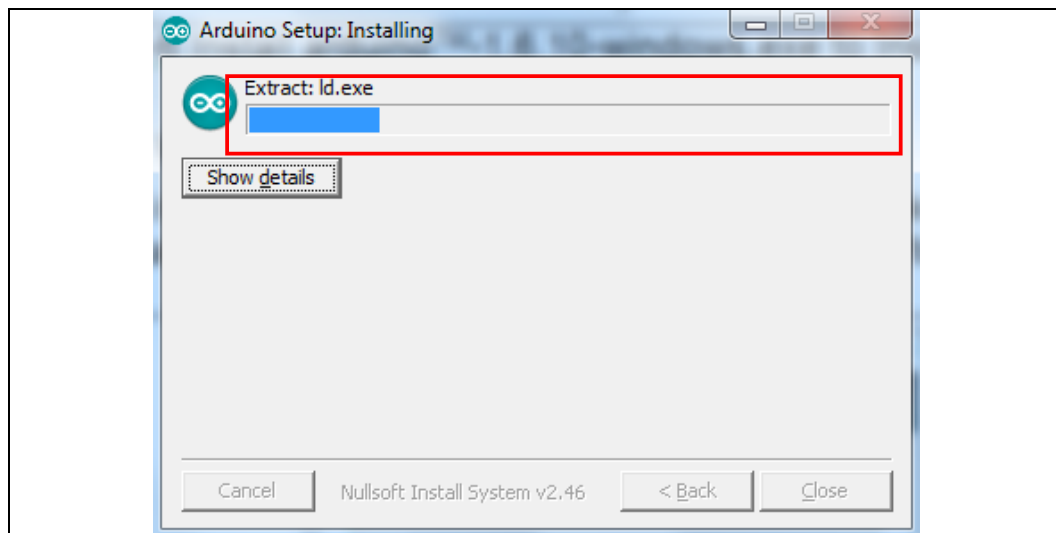 Arduino Setup: Installing
Extract: ld.exe
Show details
Cancel
Nullsoft Install System v2.46
< Back
Close